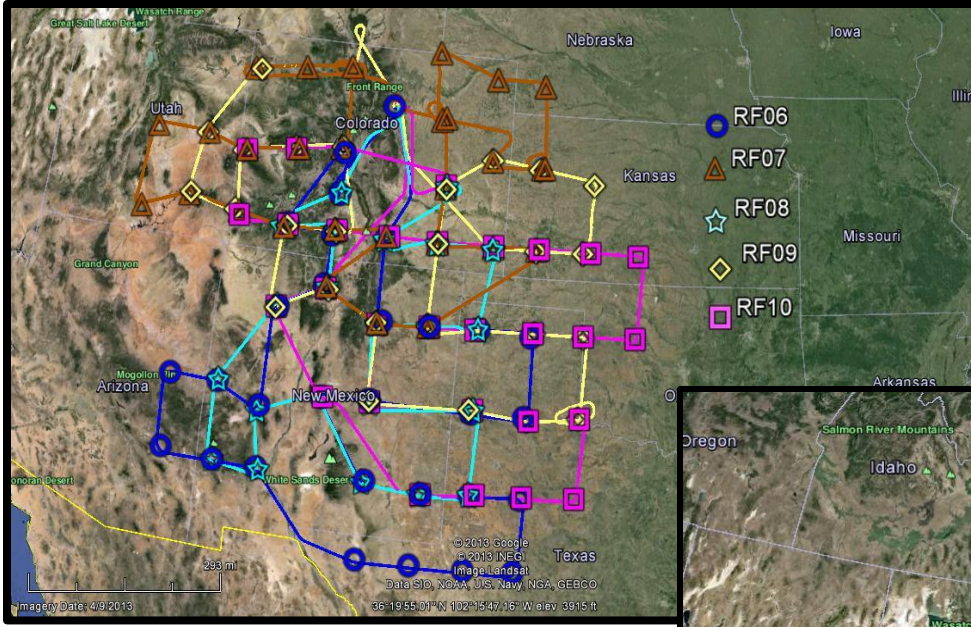 Wasatch Range
Great Salt Lake Desert
Nebraska
Iowa
Front Range
Utah
Colorado
RF06
Kansas
RF07
RF08
Missouri
RF09
Grand Canyon
RF10
Mogollon Rim
Arizona
New Mexico
Arkansas
Salmon River Mountains
Oregon
Idaho
White Sands Desert
onoran Desert
© 2013 Google
© 2013 INEGI
Image Landsat
Texas
293 mi
Data SIO, NOAA, U.S. Navy, NGA, GEBCO
Imagery Date: 4/9/2013
36°19'55.01" N 102°15'47.16" W elev 3915 ft
Wasatc